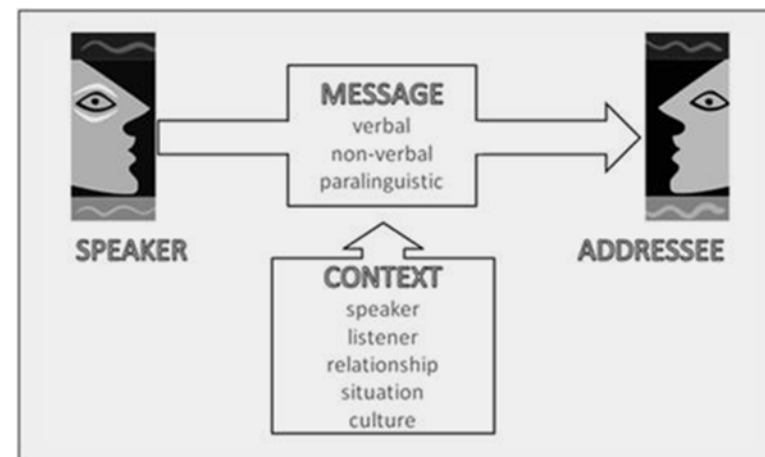 MESSAGE
verbal
non-verbal
paralinguistic
SPEAKER
ADDRESSEE
CONTEXT
speaker
listener
relationship
situation
culture